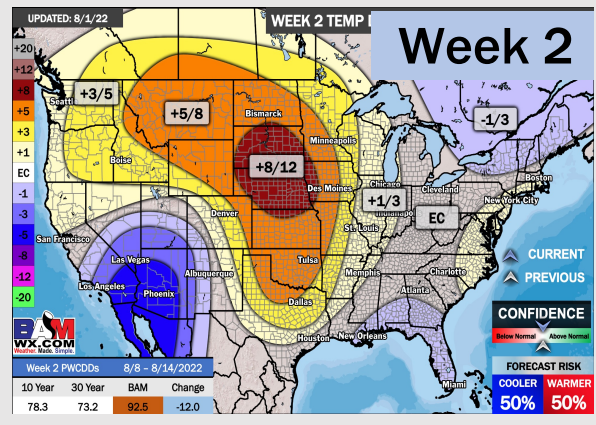 UPDATED: 8/1/22
WEEK 2 TEMP
Week 2
+20
+12
+8
+5
+3
+1
EC
-1
-3
-5
-8
-12
-20
+3/5
+5/8
+8/12
+1/3
EC
-1/3
Seattl
Bismarck
Minneapolis
Boise
Des Moines
Chicago
Cleveland
Boston
New York City
Indianapo
San Francisco
Denver
St. Louis
Las Vegas
Los Angeles
Phoenix
Albuquerque
Tulsa
Memphis
Charlotte
Atlanta
Dallas
Houston
New Orleans
Miami
CURRENT
PREVIOUS
CONFIDENCE
Below Normal
Above Normal
FORECAST RISK
COOLER
WARMER
50%
50%
BAM
WX.COM
Weather. Made. Simple.
Week 2 PWCDDs
8/8 – 8/14/2022
10 Year 30 Year BAM Change
78.3 73.2 92.5 -12.0